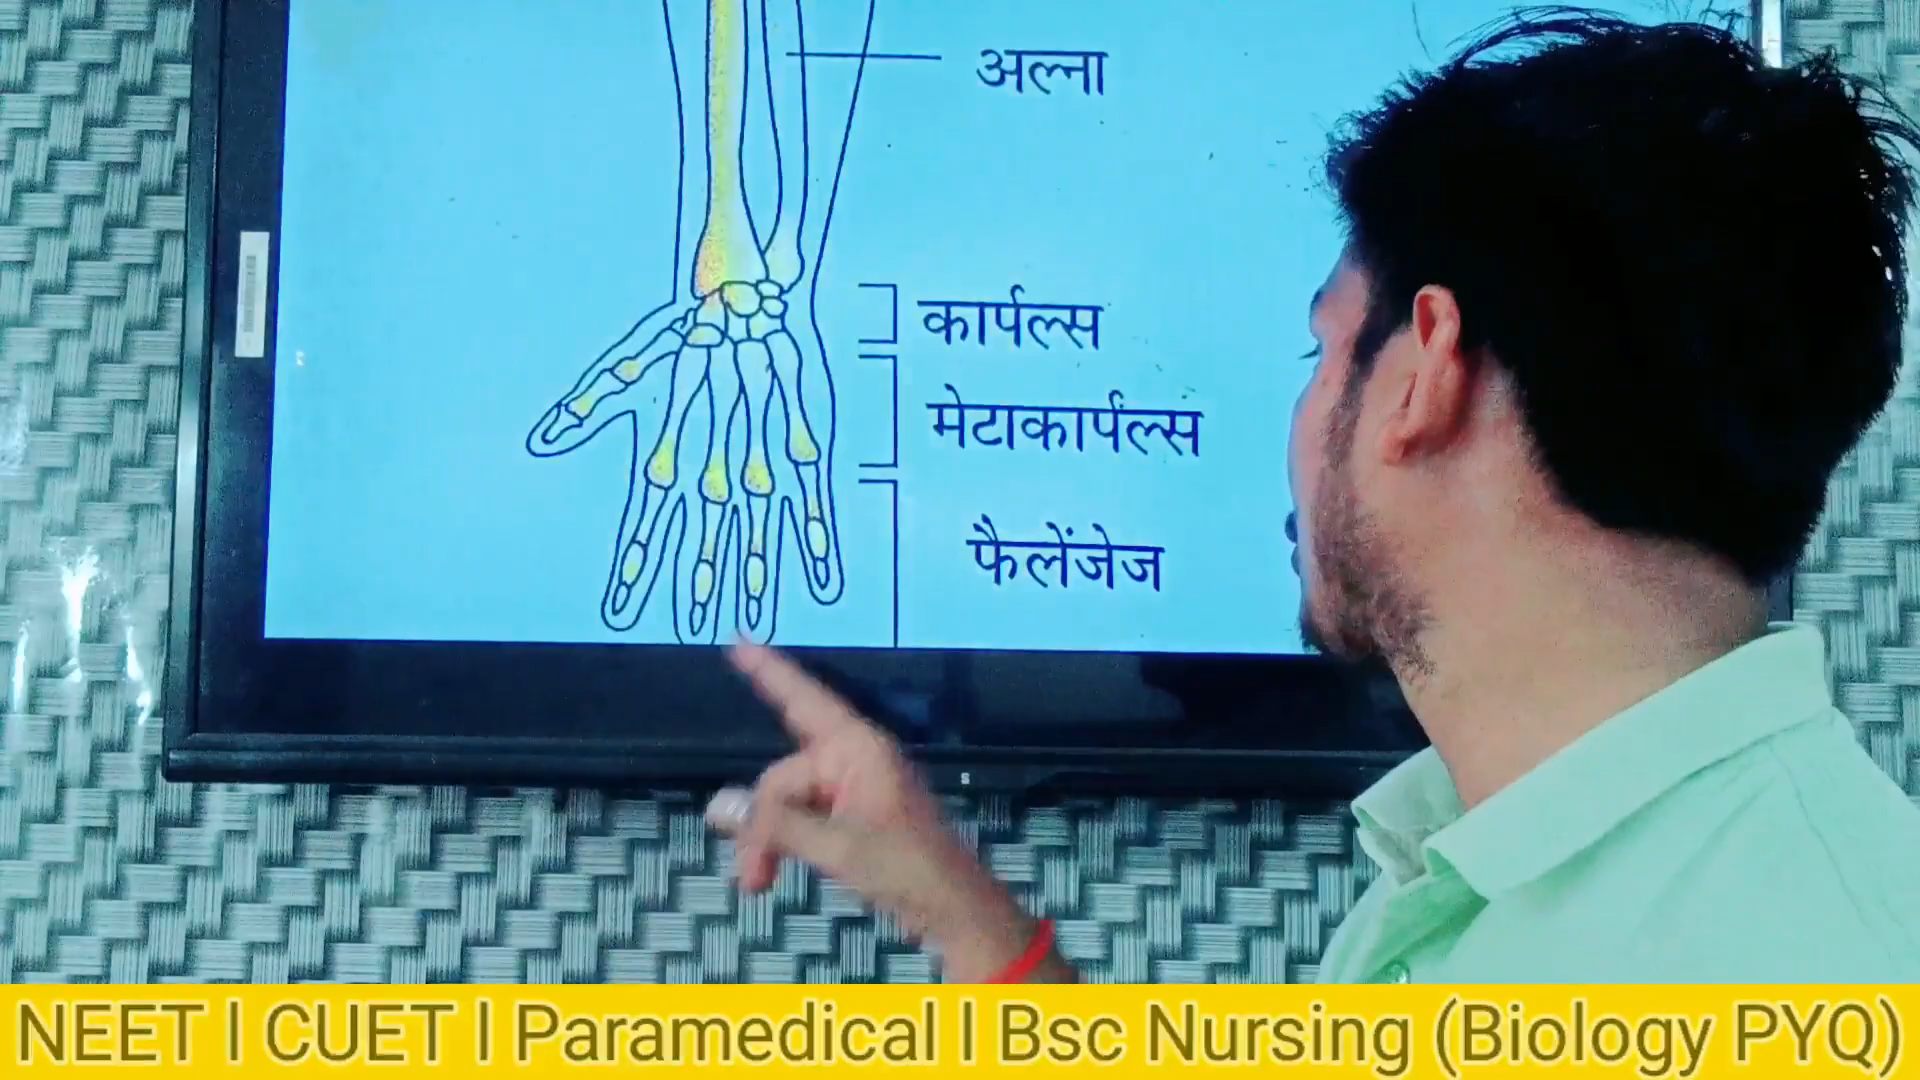 अल्ना
कार्पल्स
मेटाकार्पल्स
फैलेंजेज
NEET l CUET l Paramedical l Bsc Nursing (Biology PYQ)